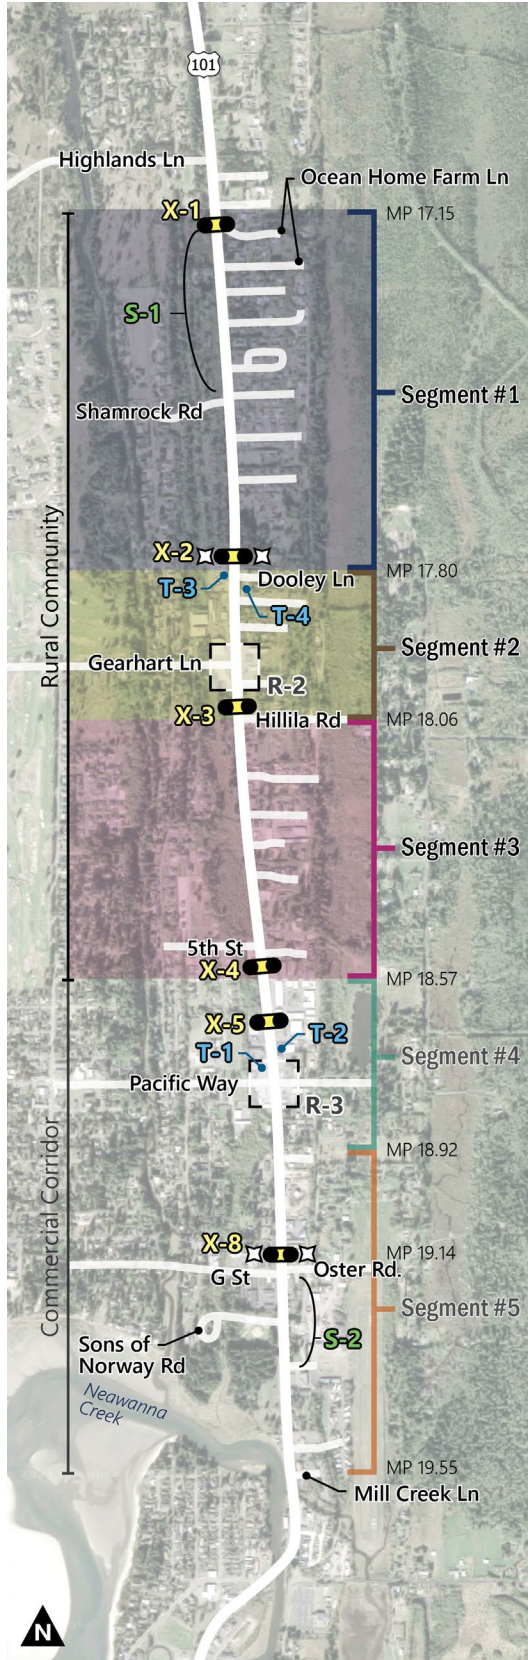 101
Highlands Ln
Ocean Home Farm Ln
X-1
MP 17.15
S-1
Segment #1
Shamrock Rd
Rural Community
X-2
MP 17.80
T-3
Dooley Ln
T-4
Segment #2
Gearhart Ln
R-2
X-3
Hillila Rd
MP 18.06
Segment #3
5th St
X-4
MP 18.57
X-5
T-2
T-1
Segment #4
Pacific Way
R-3
Commercial Corridor
MP 18.92
X-8
MP 19.14
G St
Oster Rd.
Segment #5
S-2
Sons of
Norway Rd
Neawanna
Creek
MP 19.55
Mill Creek Ln
N